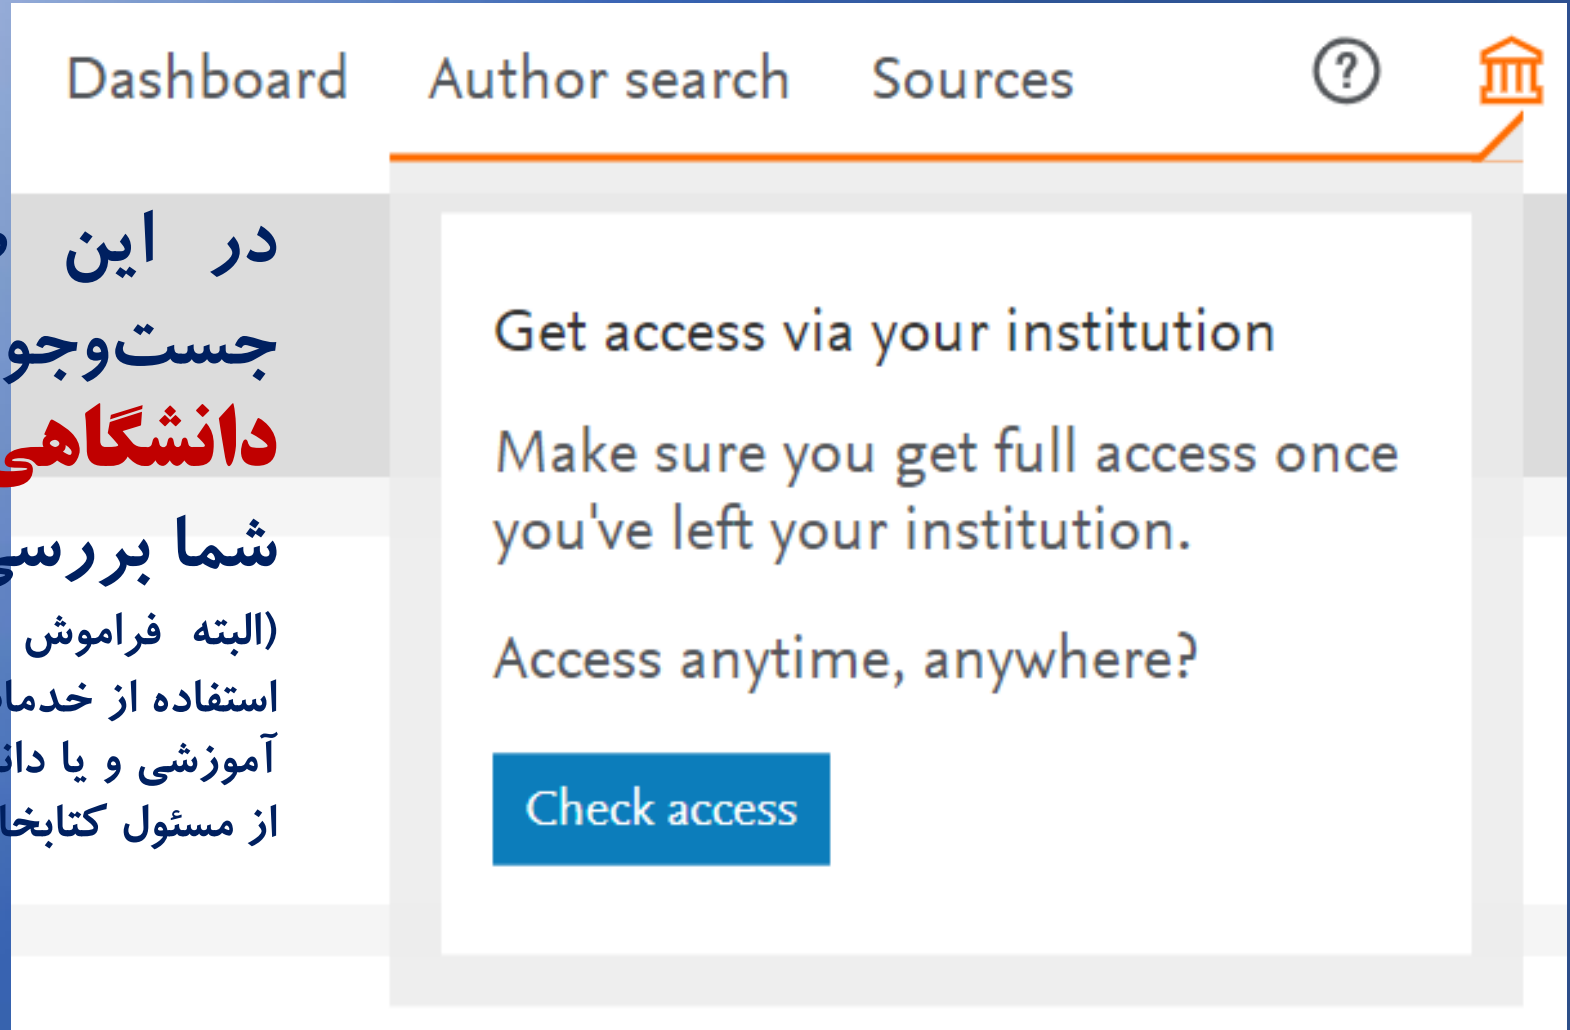 Dashboard Author search Sources
Get access via your institution
Make sure you get full access once
you've left your institution.
Access anytime, anywhere?
Check access
در این
جست‌وجو
دانشگاهی
شما
(البته فراموش
استفاده از
آموزشی و یا
از مسئول